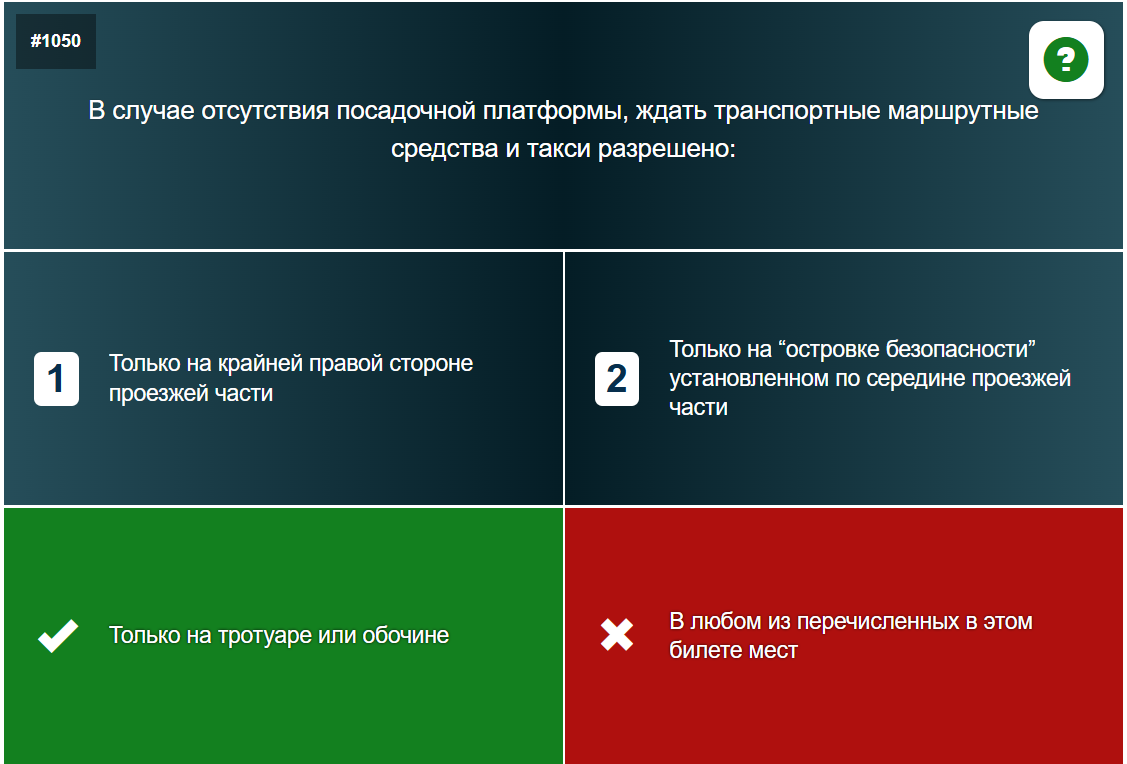 #1050
?
В случае отсутствия посадочной платформы, ждать транспортные маршрутные
средства и такси разрешено:
1
Только на крайней правой стороне
проезжей части
2
Только на “островке безопасности”
установленном по середине проезжей
части
Только на тротуаре или обочине
В любом из перечисленных в этом
билете мест